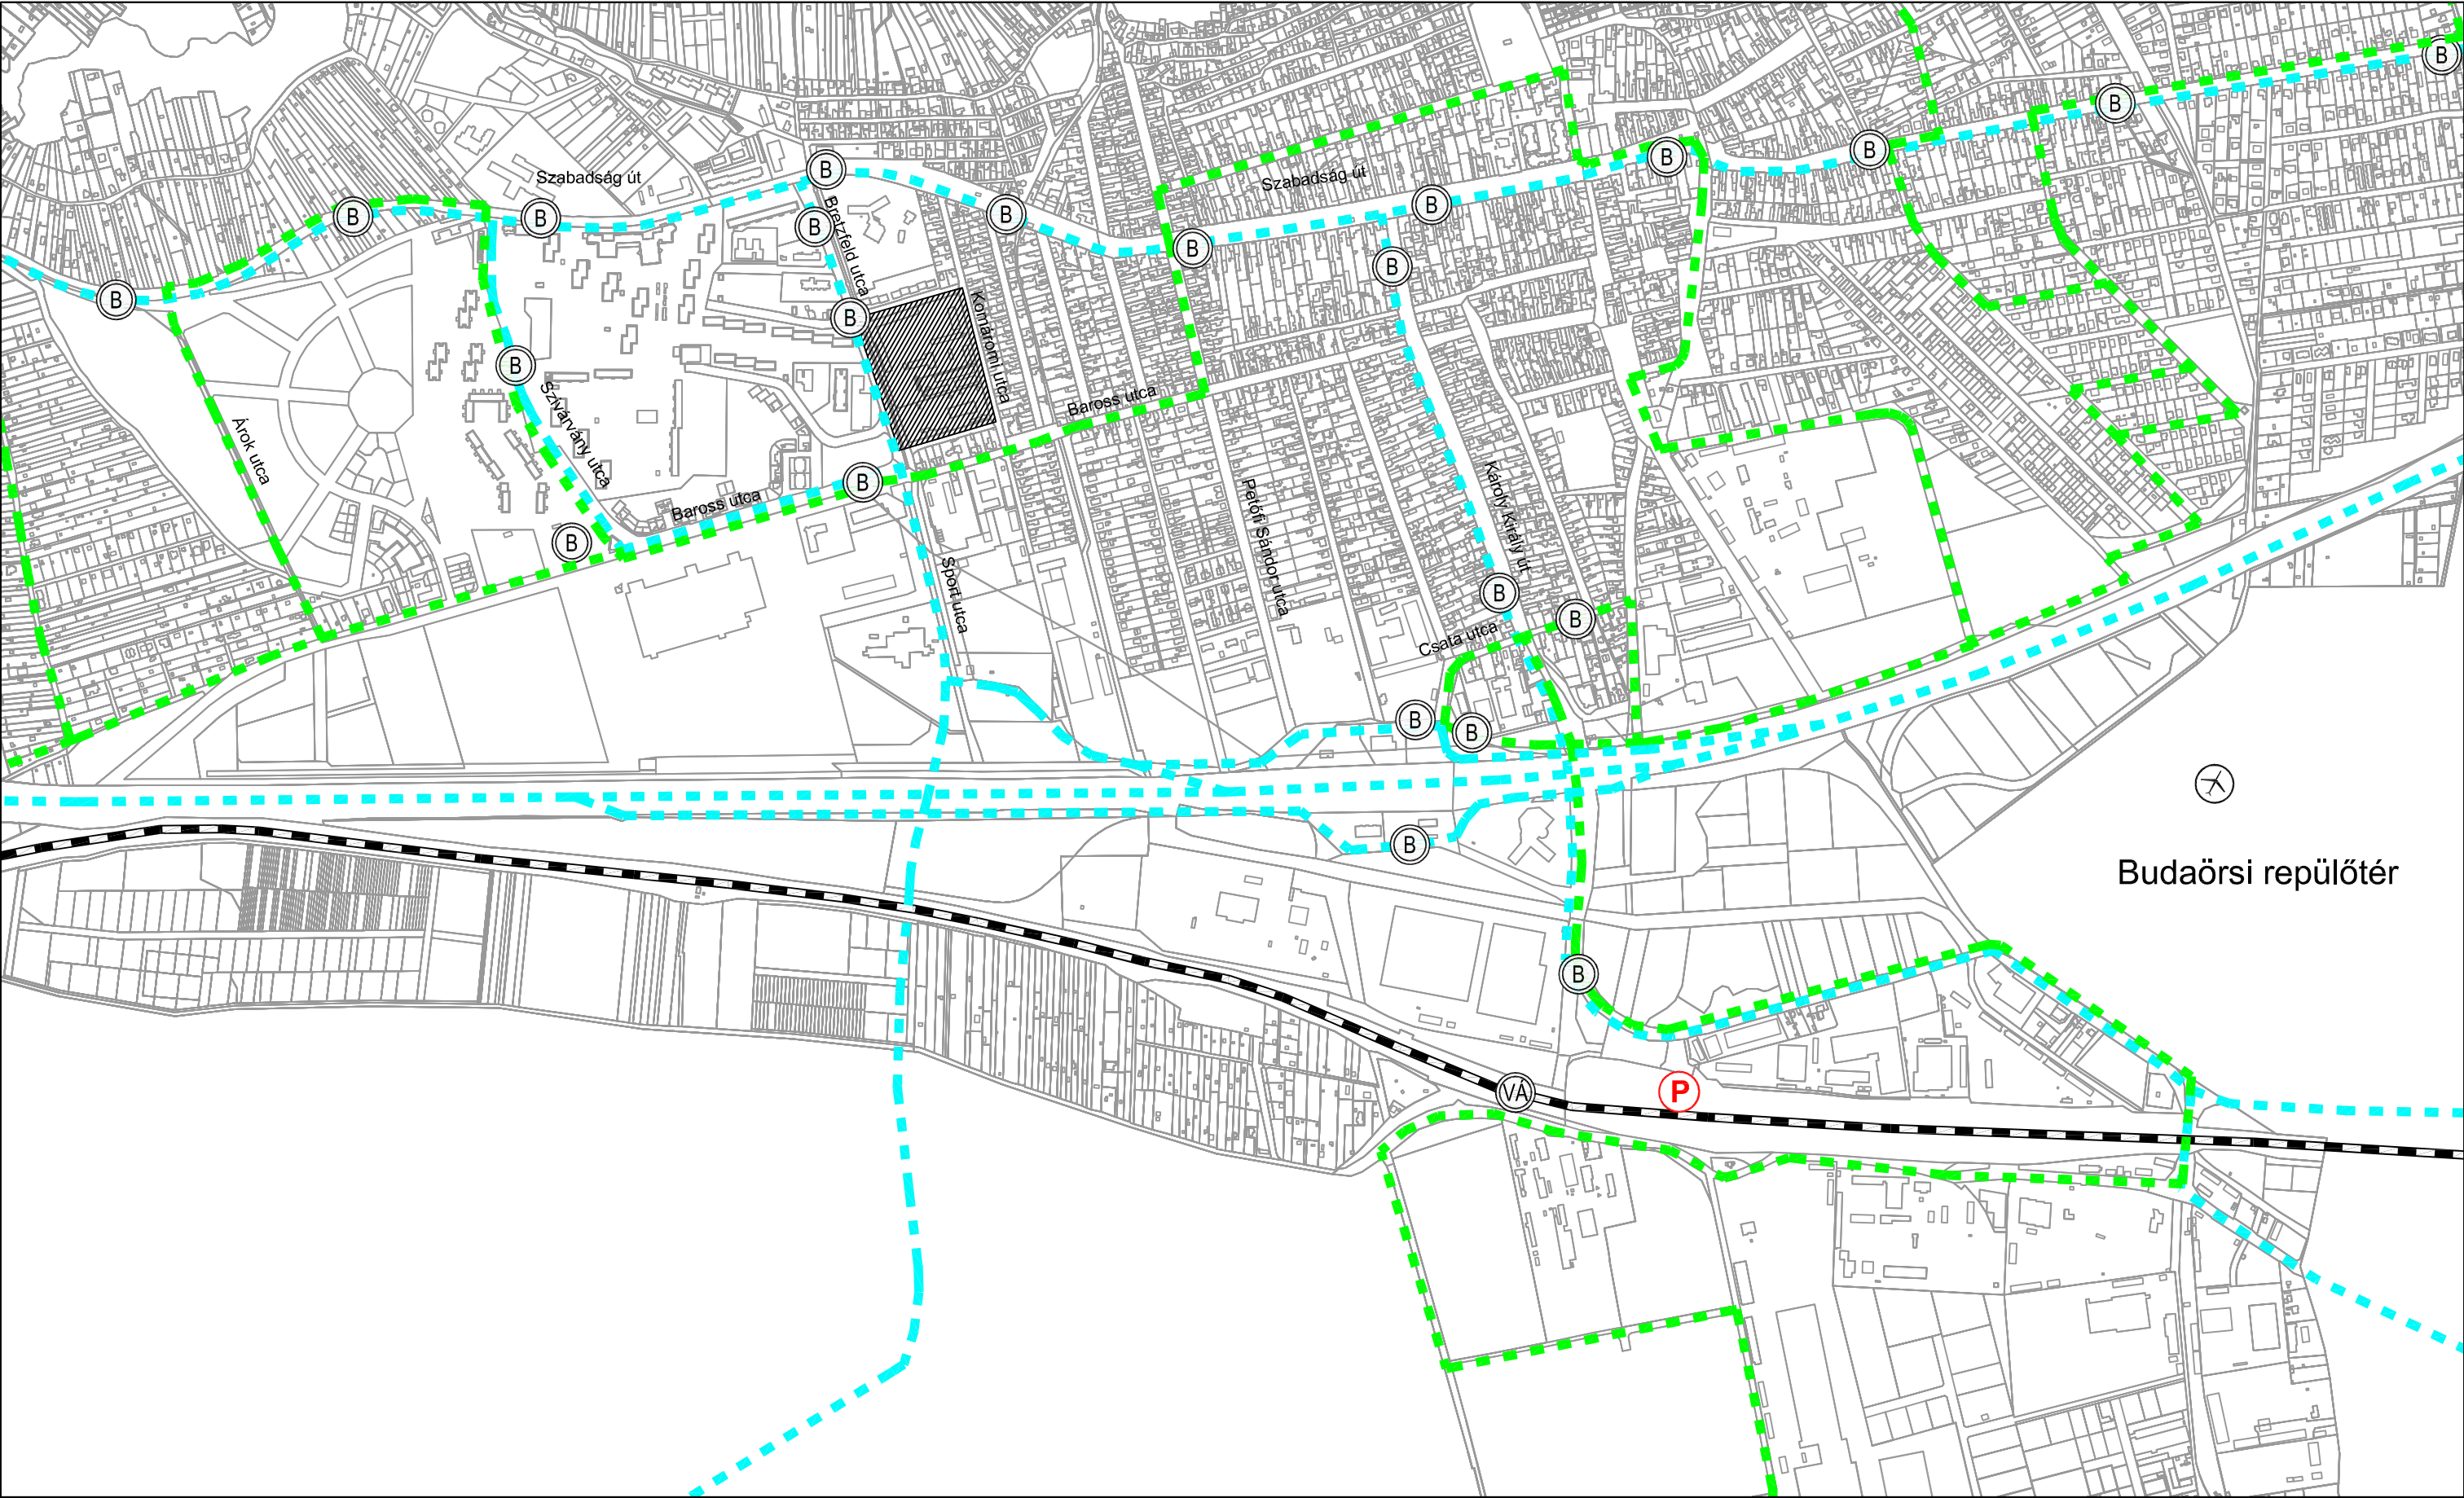 B
B
B
B
Szabadság út
B
B
Szabadság út
B
B
B
B
B
Bretzfeld utca
B
B
B
B
Komáromi utca
B
Baross utca
Árok utca
Szivárvány utca
Károly Király út
B
Baross utca
Petőfi Sándor utca
B
Sport utca
B
B
Csata utca
B
B
B
Budaörsi repülőtér
B
VÁ
P